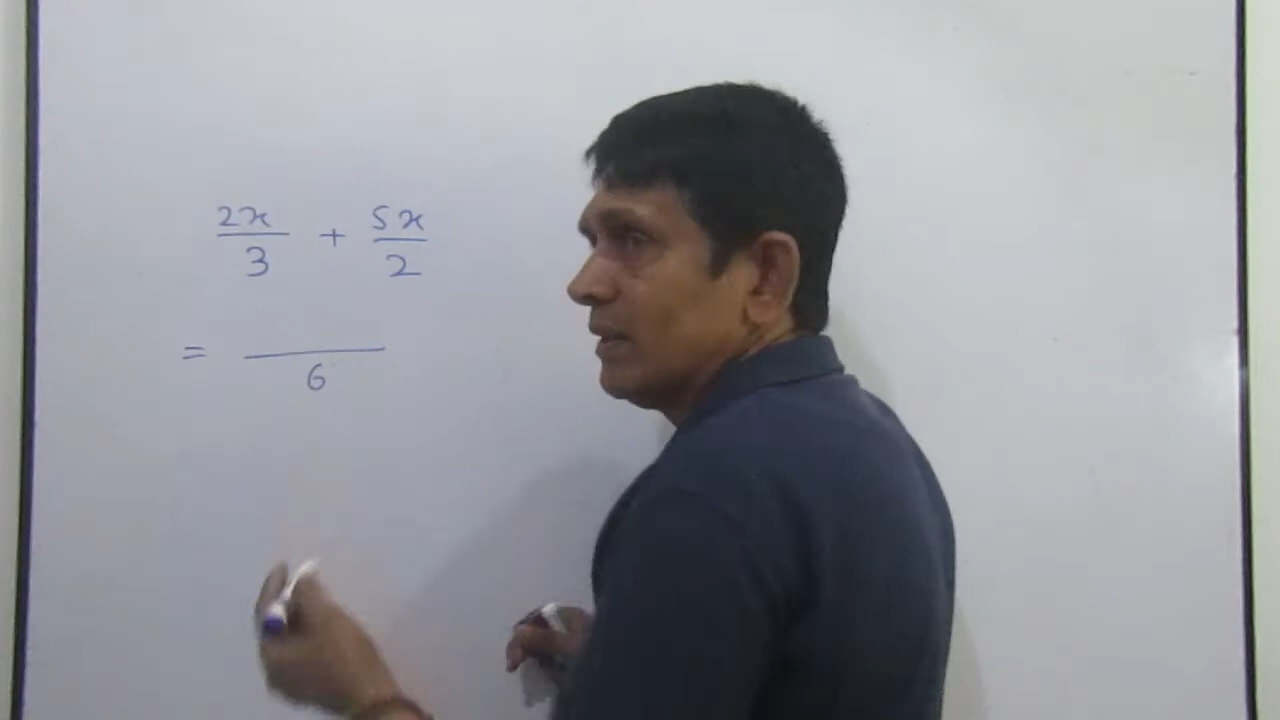 2x/3 + 5x/2
= /6